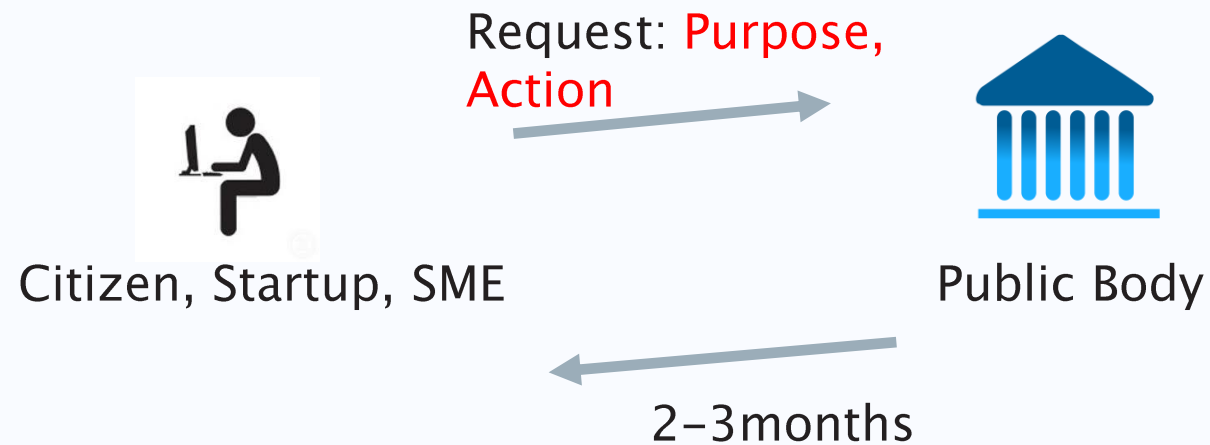 Request: Purpose,
Action
Citizen, Startup, SME
Public Body
2-3months